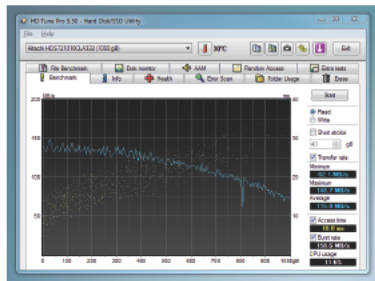 HD Tune Pro 5.50 - Hard Disk/SSD Utility
File Help
Hitachi HDS721010CLA332 (1000 gB)
30°C
Exit
File Benchmark
Disk monitor
AAM
Random Access
Extra tests
Benchmark
Info
Health
Error Scan
Folder Usage
Erase
Start
MB/s
ms
200
40
Read
Write
Short stroke
40
gB
150
30
Transfer rate
Minimum
Maximum
Average
100
20
50
10
Access time
Burst rate
CPU usage
0 100 200 300 400 500 600 700 800 900 1000gB